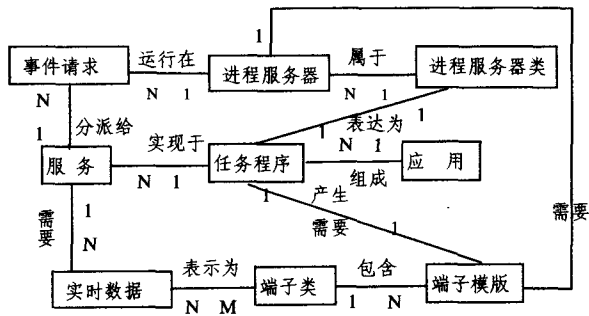 1
事件请求
运行在
进程服务器
属于
进程服务器类
N
N 1
N 1
分派给
1
实现于
1
表达为
1
服 务
任务程序
N 1
应 用
N 1
组成
需要
1
N
1
产生
需要
1
需要
实时数据
表示为
端子类
包含
端子模版
N M
1 N